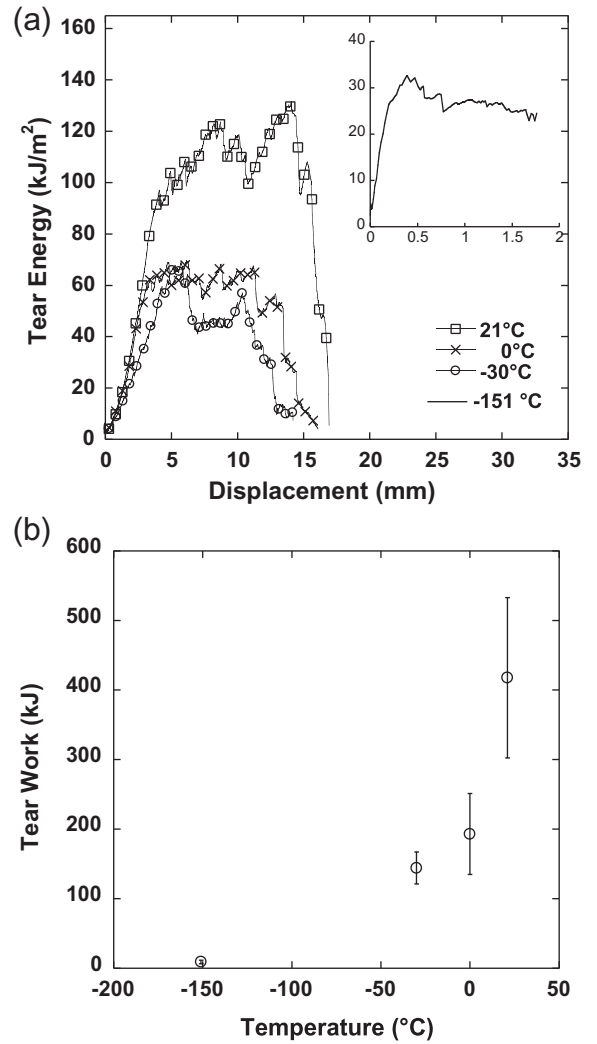 (a)
Tear Energy (kJ/m²)
160
140
120
100
80
60
40
20
0
0 5 10 15 20 25 30 35
Displacement (mm)
40
30
20
10
0
0 0.5 1 1.5 2
21°C
0°C
-30°C
-151 °C
(b)
Tear Work (kJ)
600
500
400
300
200
100
0
-200 -150 -100 -50 0 50
Temperature (°C)